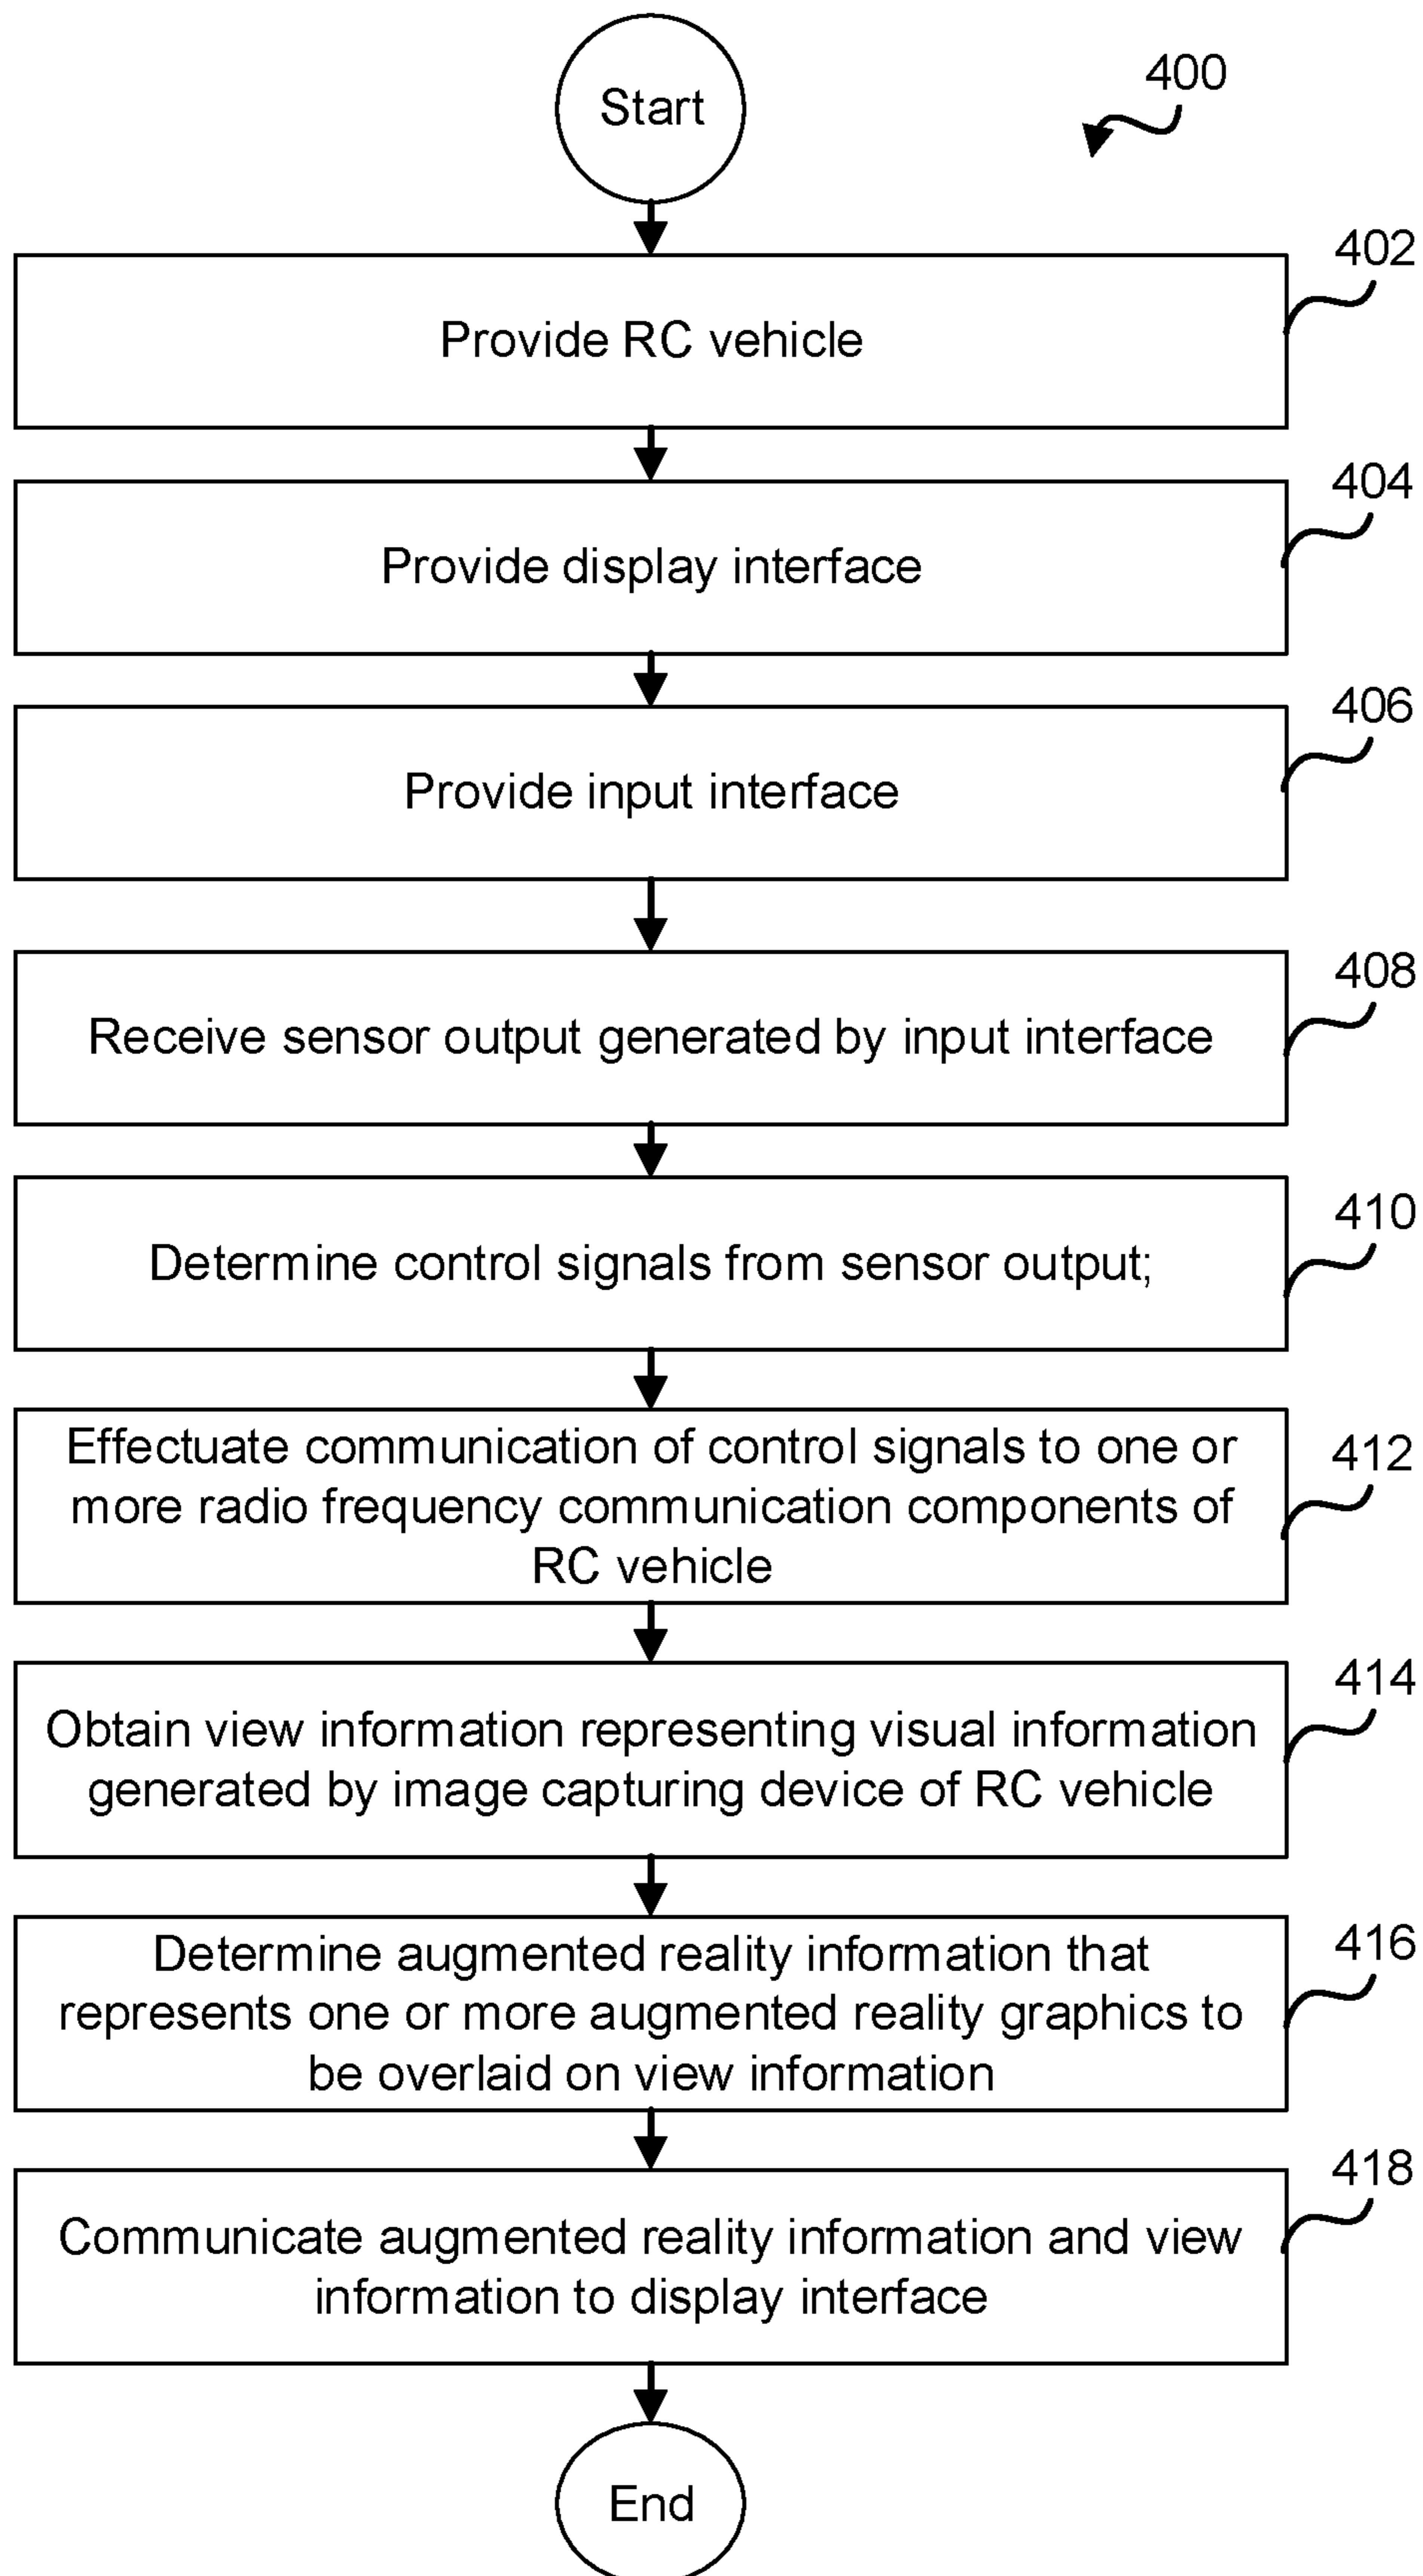 Start
400
402
Provide RC vehicle
404
Provide display interface
406
Provide input interface
408
Receive sensor output generated by input interface
410
Determine control signals from sensor output;
412
Effectuate communication of control signals to one or
more radio frequency communication components of
RC vehicle
414
Obtain view information representing visual information
generated by image capturing device of RC vehicle
416
Determine augmented reality information that
represents one or more augmented reality graphics to
be overlaid on view information
418
Communicate augmented reality information and view
information to display interface
End